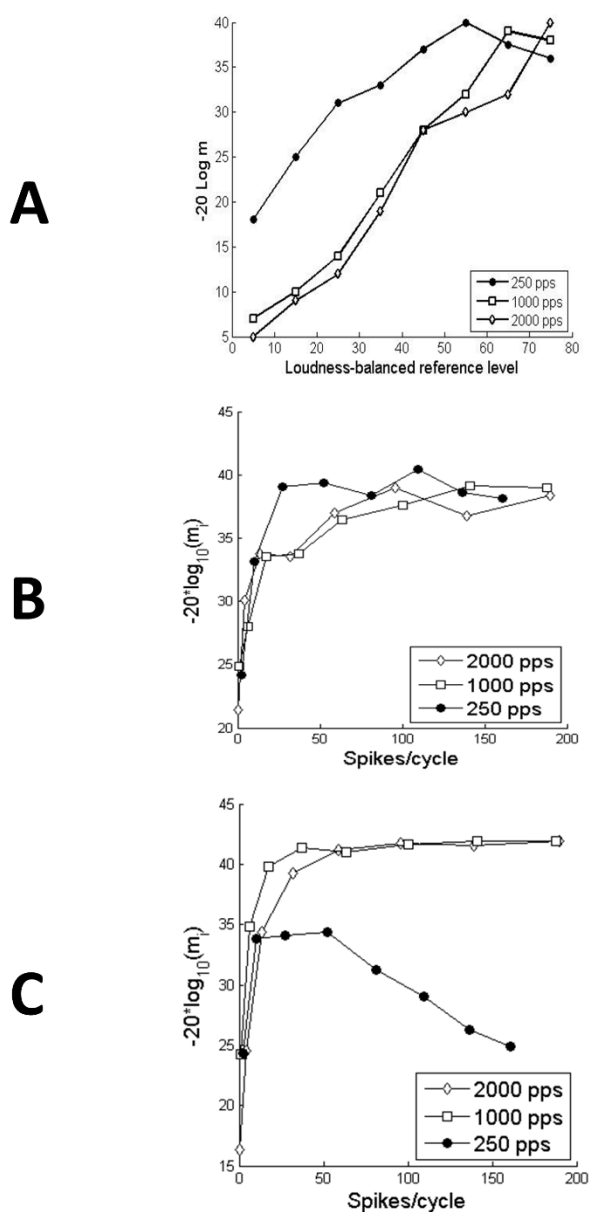 A
-20 Log m
40
35
30
25
20
15
10
5
0 10 20 30 40 50 60 70 80
Loudness-balanced reference level
250 pps
1000 pps
2000 pps
B
-20*log10(mi)
45
40
35
30
25
20
0 50 100 150 200
Spikes/cycle
2000 pps
1000 pps
250 pps
C
-20*log10(mi)
45
40
35
30
25
20
15
0 50 100 150 200
Spikes/cycle
2000 pps
1000 pps
250 pps